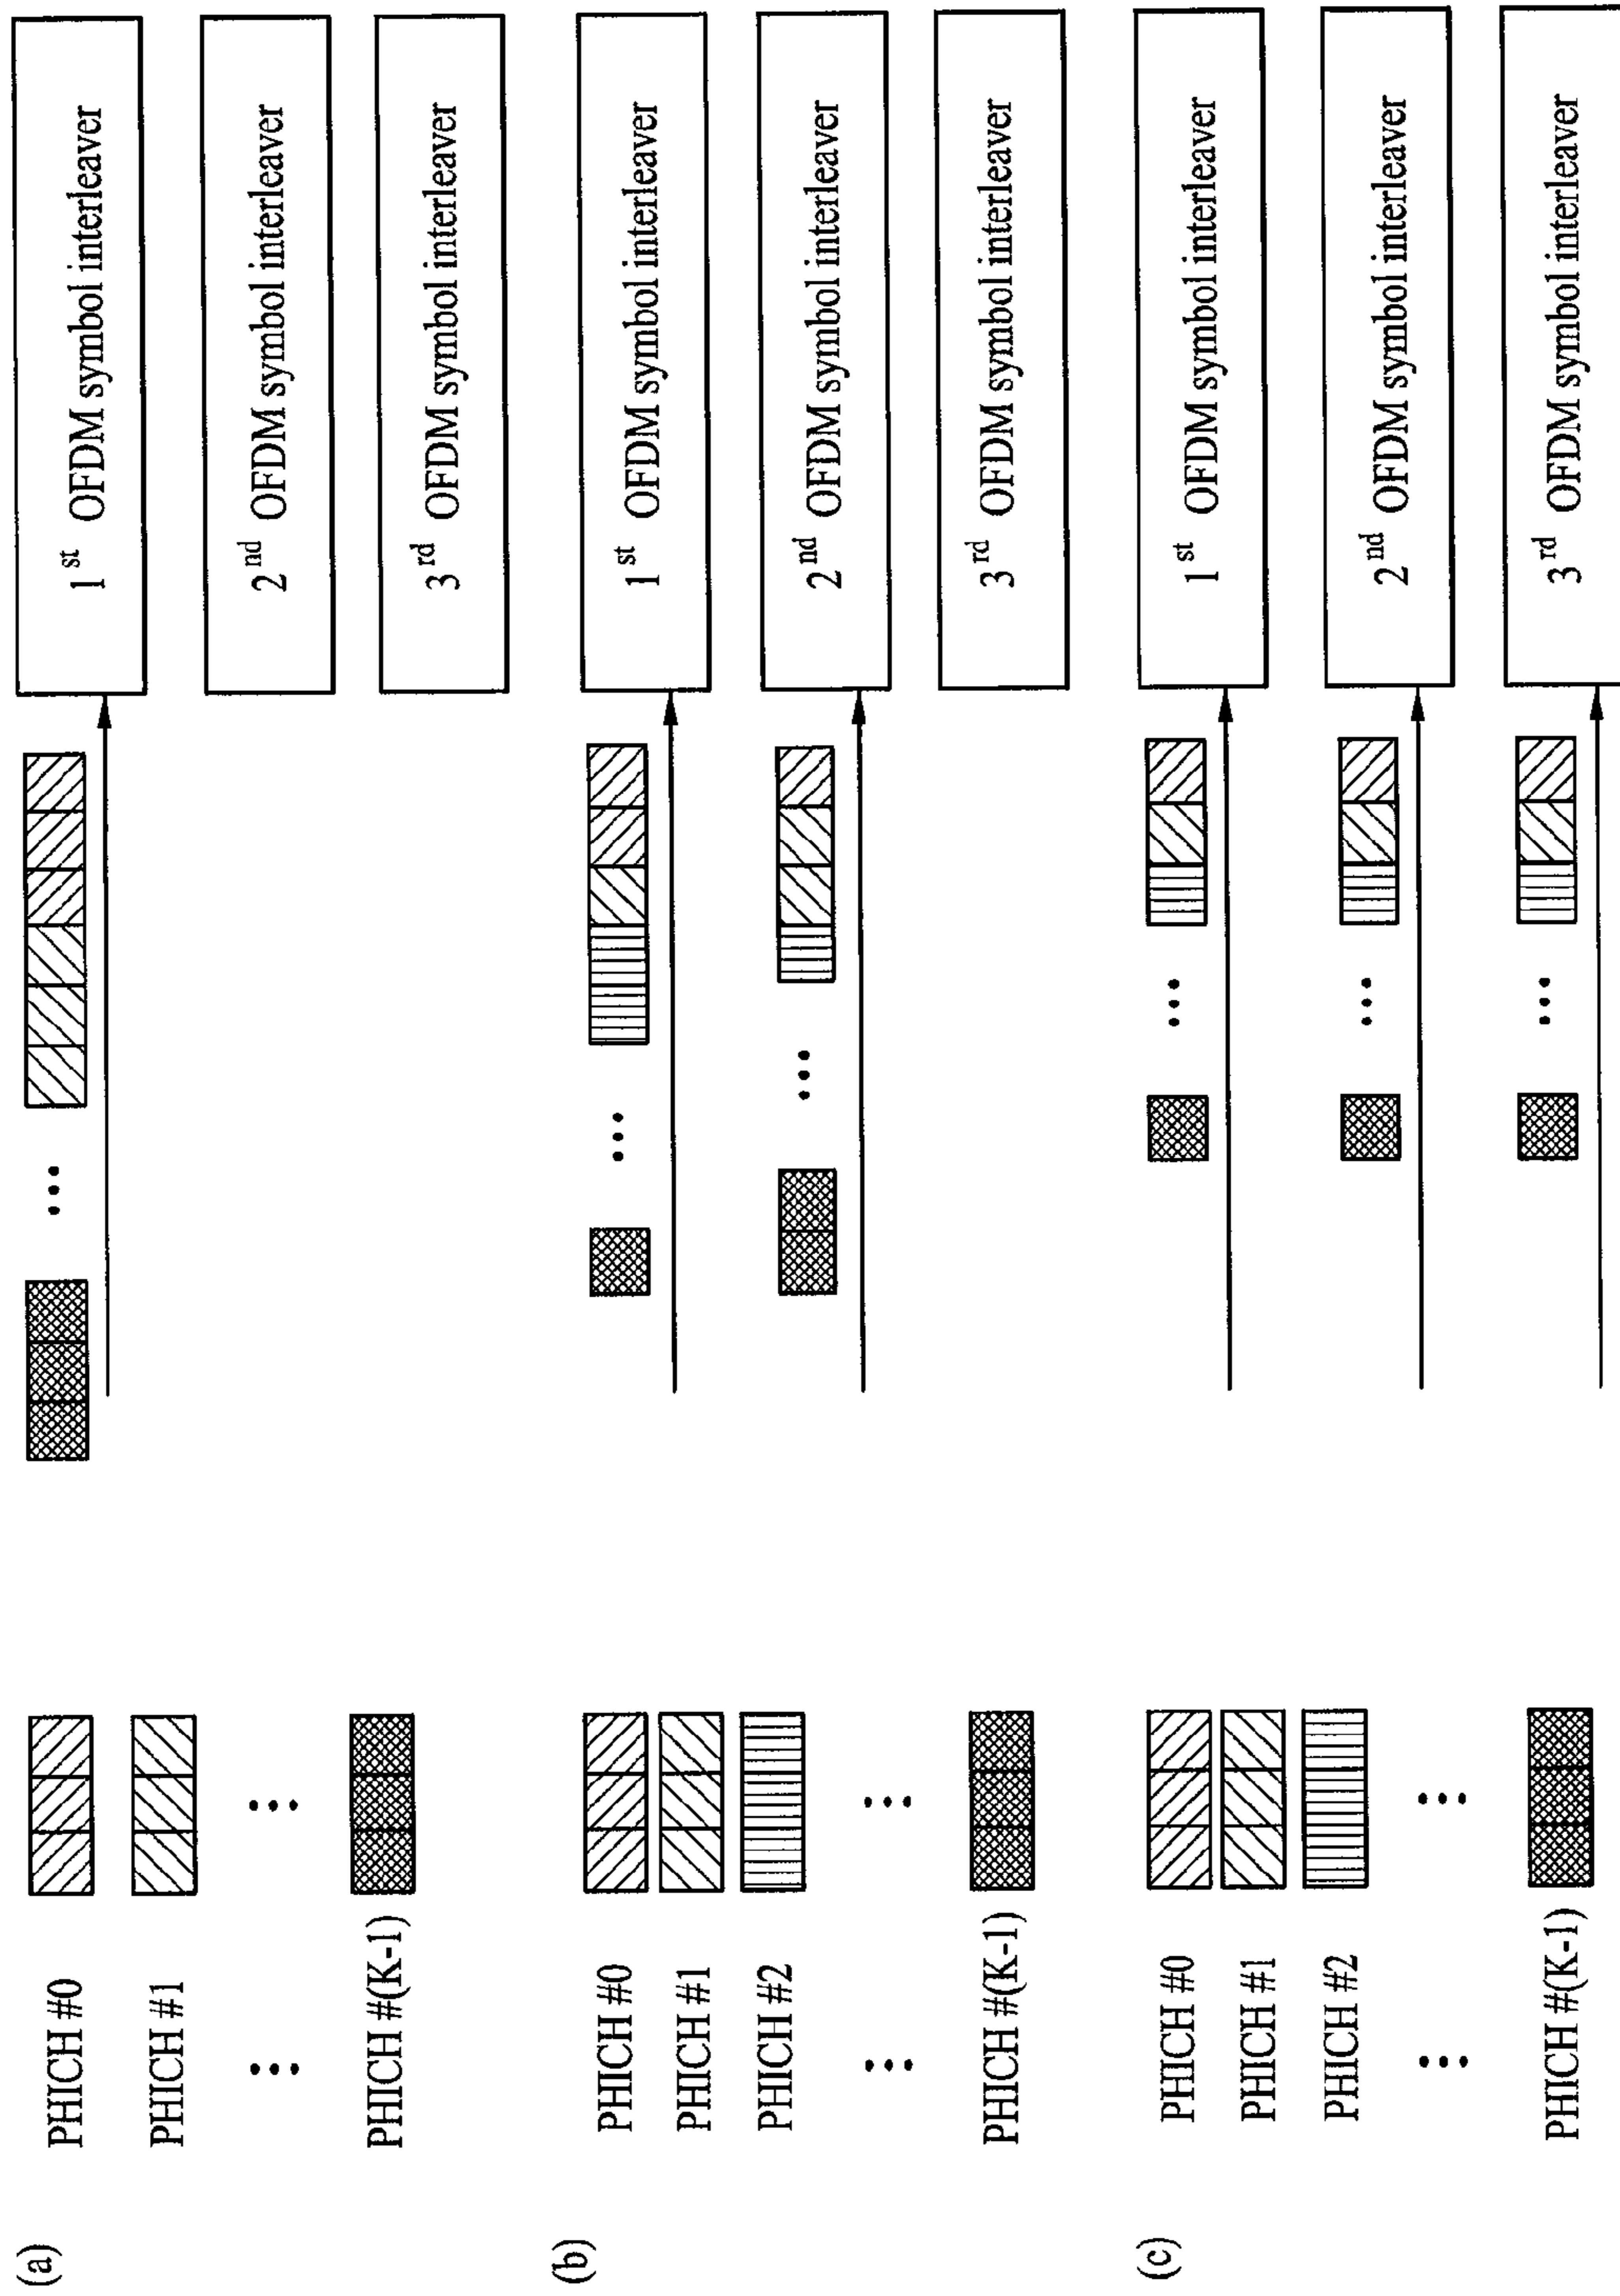 (a)
PHICH #0
PHICH #1
...
PHICH #(K-1)
...
...
1st OFDM symbol interleaver
2nd OFDM symbol interleaver
3rd OFDM symbol interleaver
(b)
PHICH #0
PHICH #1
PHICH #2
...
PHICH #(K-1)
...
...
...
1st OFDM symbol interleaver
2nd OFDM symbol interleaver
3rd OFDM symbol interleaver
(c)
PHICH #0
PHICH #1
PHICH #2
...
PHICH #(K-1)
...
...
...
...
1st OFDM symbol interleaver
2nd OFDM symbol interleaver
3rd OFDM symbol interleaver